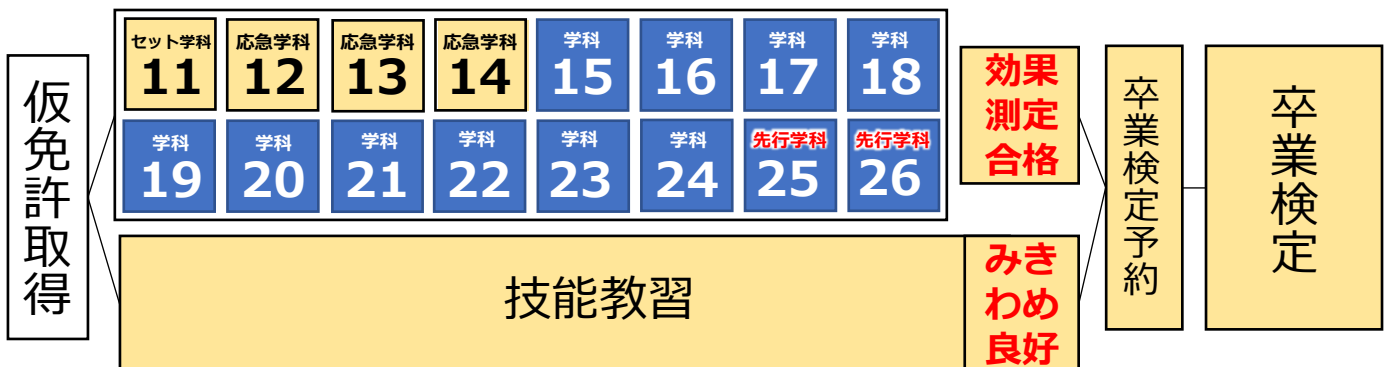 仮免許取得
セット学科
11
応急学科
12
応急学科
13
応急学科
14
学科
15
学科
16
学科
17
学科
18
学科
19
学科
20
学科
21
学科
22
学科
23
学科
24
先行学科
25
先行学科
26
効果
測定
合格
技能教習
みき
わめ
良好
卒業検定予約
卒業検定